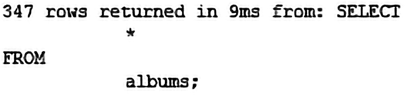 347 rows returned in 9ms from: SELECT
*
FROM
albums;